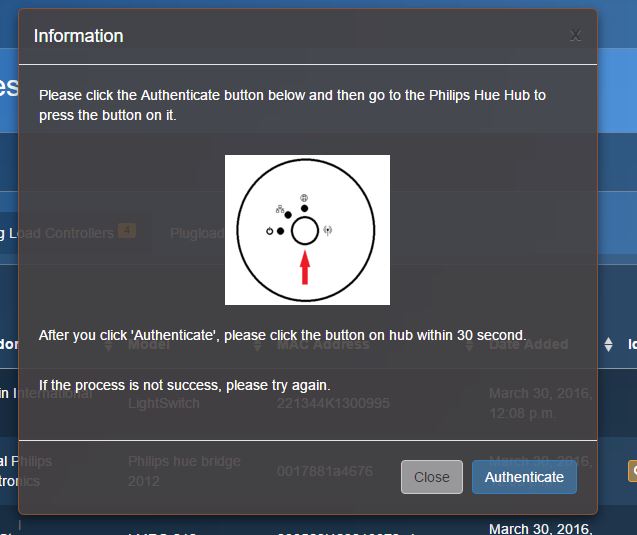 Information
x
es
Please click the Authenticate button below and then go to the Philips Hue Hub to
press the button on it.
g Load Controllers 4 Plugload
After you click 'Authenticate', please click the button on hub within 30 second.
dor Model MAC Address Date Added Id
If the process is not success, please try again.
in International LightSwitch 221344K1300995 March 30, 2016,
12:08 p.m.
al Philips Philips hue bridge 0017881a4676 March 30, 2016,
tronics 2012
Close Authenticate
March 30, 2016,